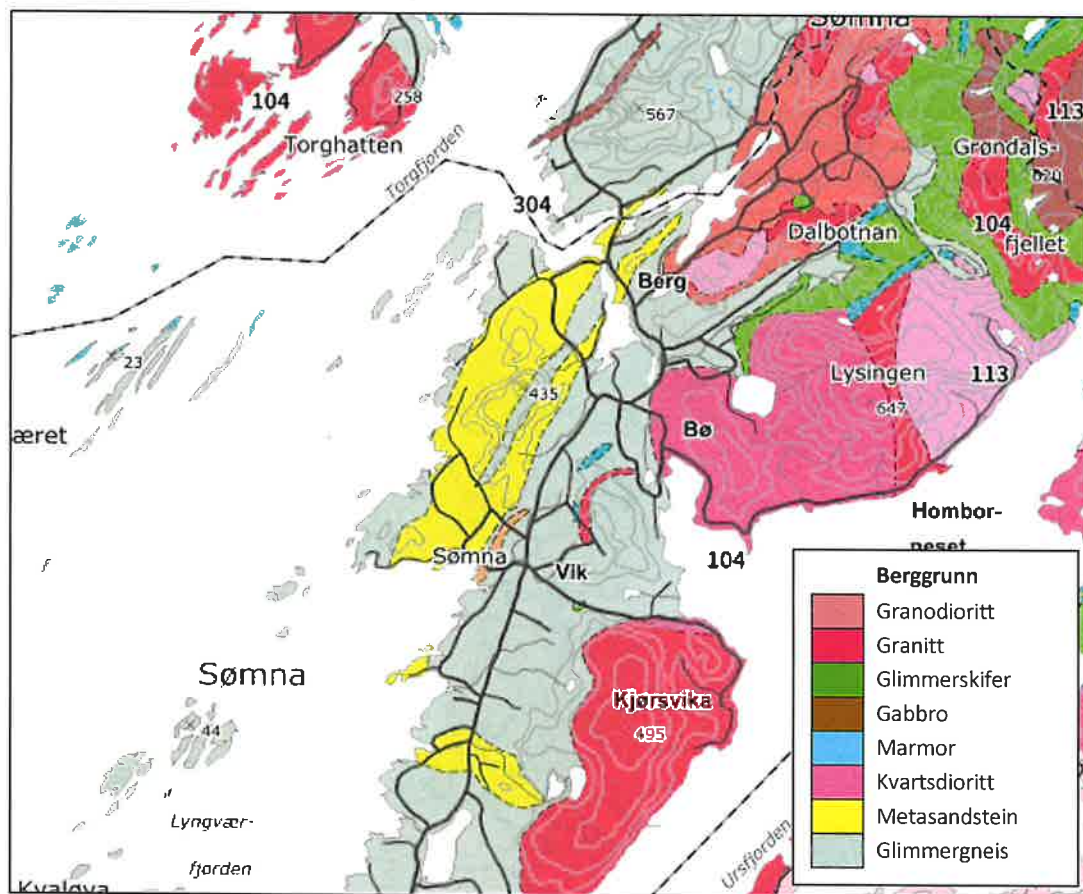 Sømna
104
258
Torghatten
Torgfjorden
567
304
113
Grøndals-
620
104
fjellet
Dalbotnan
Berg
23
435
Lysingen
113
647
Bø
æret
Hombor-
neset
104
Sømna
Vik
Sømna
Kjørsvika
495
44
Lyngvær-
fjorden
Kvaløya
Ursfjorden
Berggrunn
Granodioritt
Granitt
Glimmerskifer
Gabbro
Marmor
Kvartsdioritt
Metasandstein
Glimmergneis